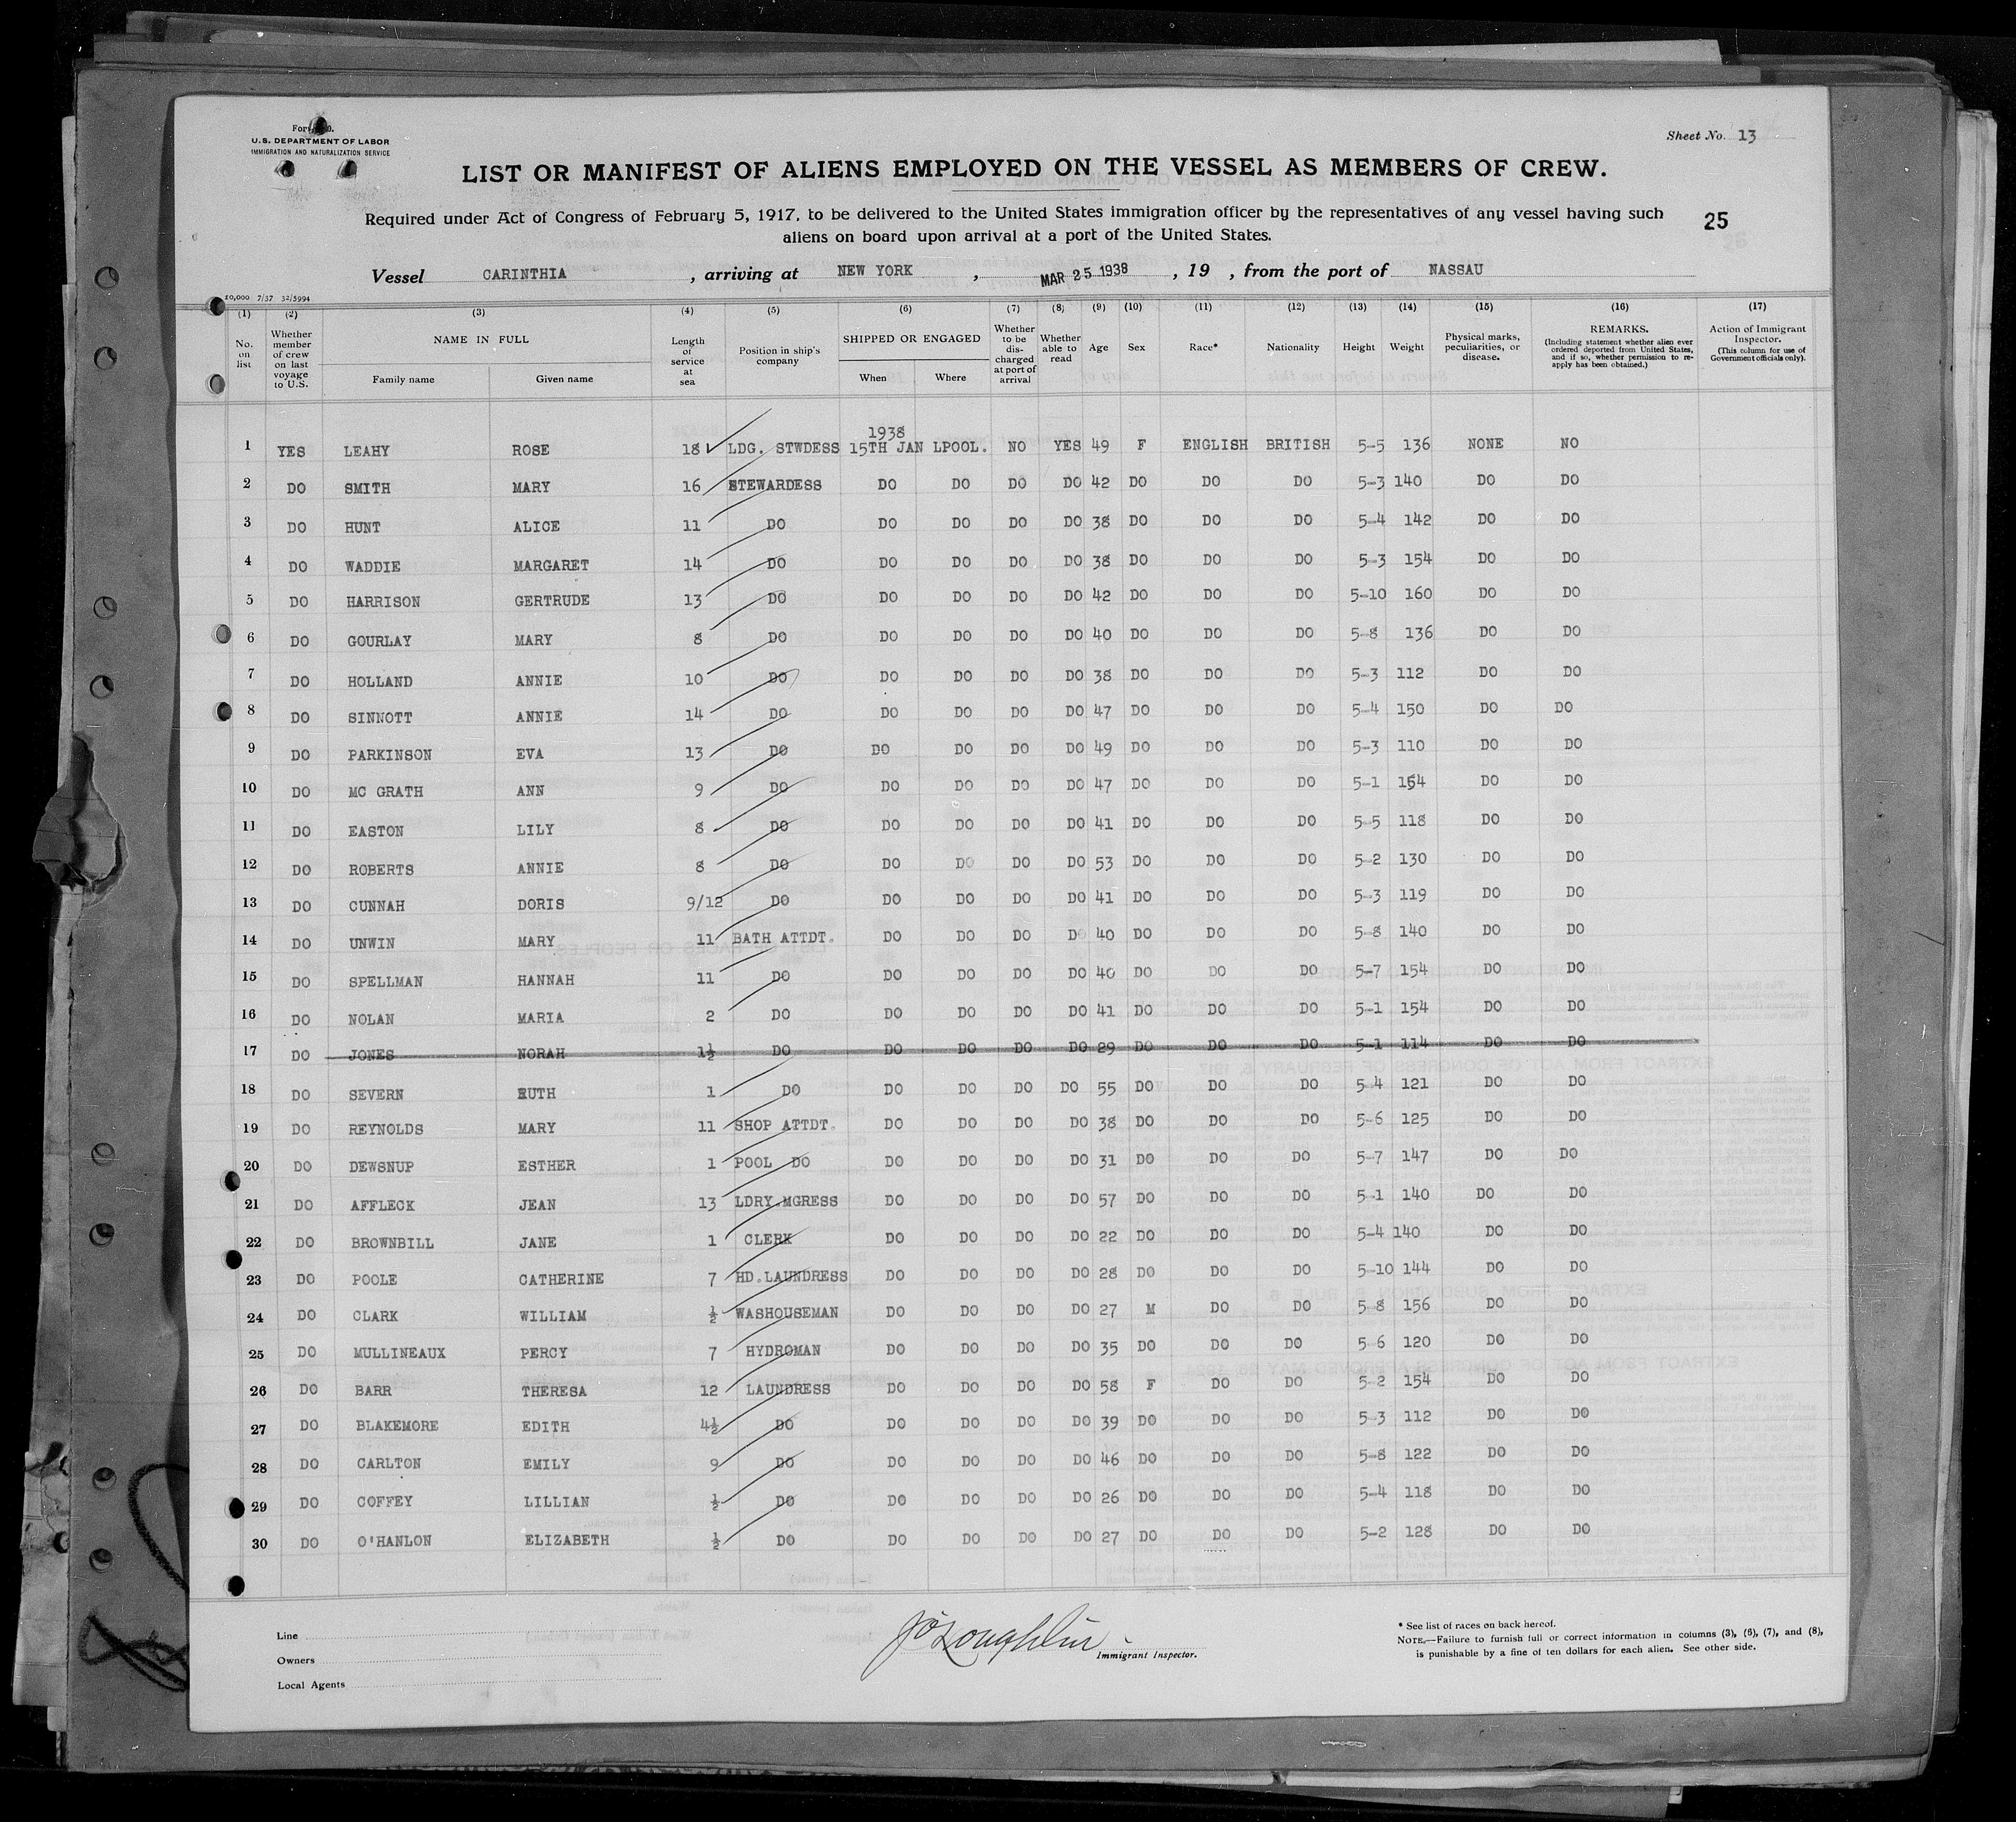 U.S. DEPARTMENT OF LABOR
IMMIGRATION AND NATURALIZATION SERVICE
Sheet No. 13
LIST OR MANIFEST OF ALIENS EMPLOYED ON THE VESSEL AS MEMBERS OF CREW.
Required under Act of Congress of February 5, 1917, to be delivered to the United States immigration officer by the representatives of any vessel having such
aliens on board upon arrival at a port of the United States.
25
Vessel CARINTHIA, arriving at NEW YORK, MAR 25 1938, 19 , from the port of NASSAU
10,000 7/37 32/5994
(1) (2) (3) (4) (5) (6) (7) (8) (9) (10) (11) (12) (13) (14) (15) (16) (17)
No. on list Whether member of crew on last voyage to U.S. NAME IN FULL Family name Given name Length of service at sea Position in ship's company SHIPPED OR ENGAGED When Where Whether to be discharged at port of arrival Whether able to read Age Sex Race* Nationality Height Weight Physical marks, peculiarities, or disease. REMARKS. (Including statement whether alien ever ordered deported from United States, and if so, whether permission to re-apply has been obtained.) Action of Immigrant Inspector. (This column for use of Government officials only).
1938
1 YES LEAHY ROSE 18 LDG. STWDESS 15TH JAN LPOOL. NO YES 49 F ENGLISH BRITISH 5-5 136 NONE NO
2 DO SMITH MARY 16 STEWARDESS DO DO DO DO 42 DO DO DO 5-3 140 DO DO
3 DO HUNT ALICE 11 DO DO DO DO DO 38 DO DO DO 5-4 142 DO DO
4 DO WADDIE MARGARET 14 DO DO DO DO DO 38 DO DO DO 5-3 154 DO DO
5 DO HARRISON GERTRUDE 13 DO DO DO DO DO 42 DO DO DO 5-10 160 DO DO
6 DO GOURLAY MARY 8 DO DO DO DO DO 40 DO DO DO 5-8 136 DO DO
7 DO HOLLAND ANNIE 10 DO DO DO DO DO 38 DO DO DO 5-3 112 DO DO
8 DO SINNOTT ANNIE 14 DO DO DO DO DO 47 DO DO DO 5-4 150 DO DO
9 DO PARKINSON EVA 13 DO DO DO DO DO 49 DO DO DO 5-3 110 DO DO
10 DO MC GRATH ANN 9 DO DO DO DO DO 47 DO DO DO 5-1 154 DO DO
11 DO EASTON LILY 8 DO DO DO DO DO 41 DO DO DO 5-5 118 DO DO
12 DO ROBERTS ANNIE 8 DO DO DO DO DO 53 DO DO DO 5-2 130 DO DO
13 DO CUNNAH DORIS 9/12 DO DO DO DO DO 41 DO DO DO 5-3 119 DO DO
14 DO UNWIN MARY 11 BATH ATTDT. DO DO DO DO 40 DO DO DO 5-8 140 DO DO
15 DO SPELLMAN HANNAH 11 DO DO DO DO DO 40 DO DO DO 5-7 154 DO DO
16 DO NOLAN MARIA 2 DO DO DO DO DO 41 DO DO DO 5-1 154 DO DO
17 DO JONES NORAH 1½ DO DO DO DO DO 29 DO DO DO 5-1 114 DO DO
18 DO SEVERN RUTH 1 DO DO DO DO DO 55 DO DO DO 5 4 121 DO DO
19 DO REYNOLDS MARY 11 SHOP ATTDT. DO DO DO DO 38 DO DO DO 5-6 125 DO DO
20 DO DEWSNUP ESTHER 1 POOL DO DO DO DO DO 31 DO DO DO 5-7 147 DO DO
21 DO AFFLECK JEAN 13 LDRY.MGRESS DO DO DO DO 57 DO DO DO 5-1 140 DO DO
22 DO BROWNBILL JANE 1 CLERK DO DO DO DO 22 DO DO DO 5-4 140 DO DO
23 DO POOLE CATHERINE 7 HD.LAUNDRESS DO DO DO DO 28 DO DO DO 5-10 144 DO DO
24 DO CLARK WILLIAM ½ WASHOUSEMAN DO DO DO DO 27 M DO DO 5-8 156 DO DO
25 DO MULLINEAUX PERCY 7 HYDROMAN DO DO DO DO 35 DO DO DO 5-6 120 DO DO
26 DO BARR THERESA 12 LAUNDRESS DO DO DO DO 58 F DO DO 5-2 154 DO DO
27 DO BLAKEMORE EDITH 4½ DO DO DO DO DO 39 DO DO DO 5-3 112 DO DO
28 DO CARLTON EMILY 9 DO DO DO DO DO 46 DO DO DO 5-8 122 DO DO
29 DO COFFEY LILLIAN ½ DO DO DO DO DO 26 DO DO DO 5-4 118 DO DO
30 DO O'HANLON ELIZABETH ½ DO DO DO DO DO 27 DO DO DO 5-2 128 DO DO
Line
Owners
Local Agents
J O'Loughlin
Immigrant Inspector.
* See list of races on back hereof.
NOTE.—Failure to furnish full or correct information in columns (3), (6), (7), and (8),
is punishable by a fine of ten dollars for each alien. See other side.